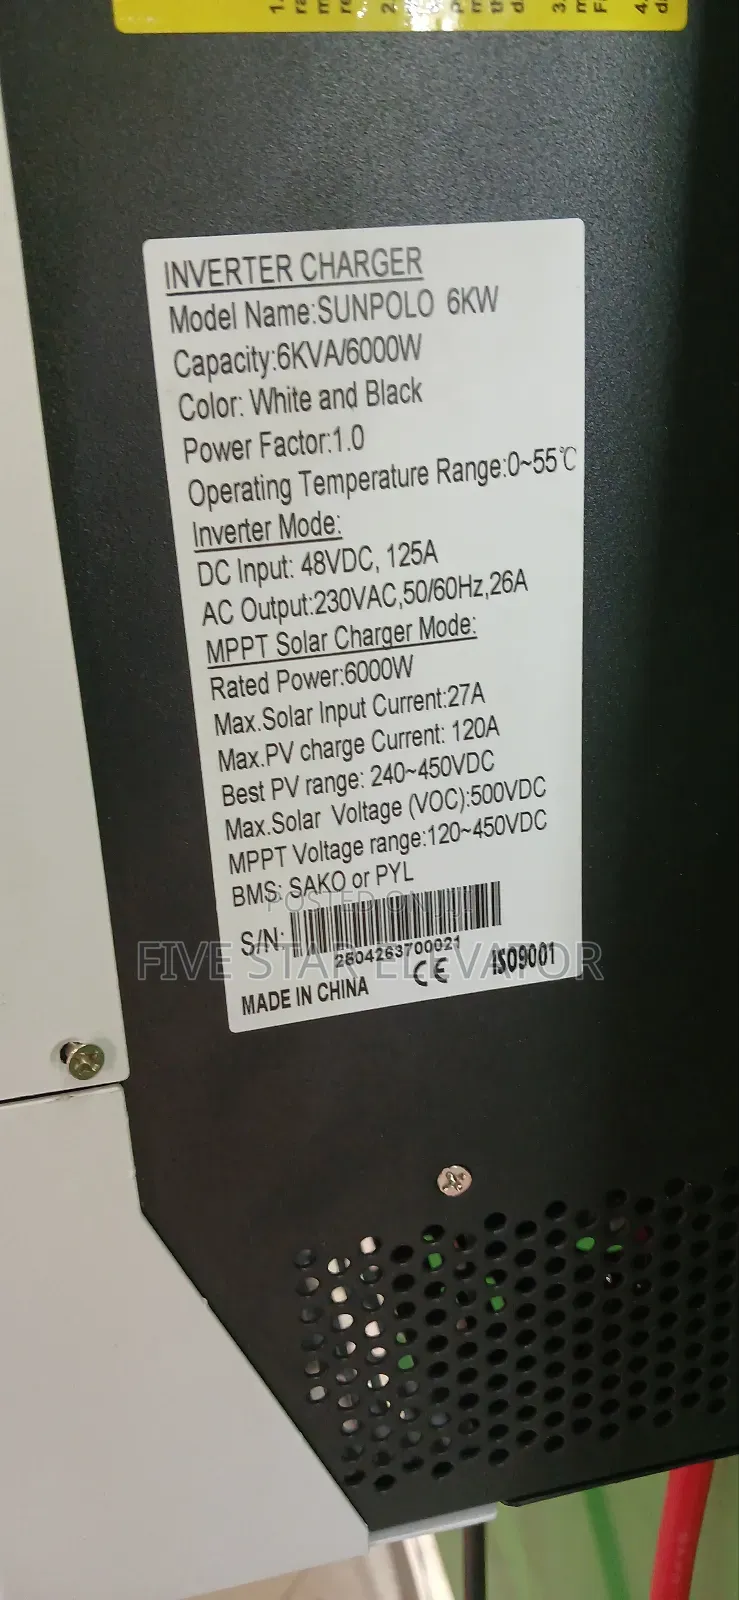 INVERTER CHARGER
Model Name:SUNPOLO 6KW
Capacity:6KVA/6000W
Color: White and Black
Power Factor:1.0
Operating Temperature Range:0~55℃
Inverter Mode:
DC Input: 48VDC, 125A
AC Output:230VAC,50/60Hz,26A
MPPT Solar Charger Mode:
Rated Power:6000W
Max.Solar Input Current:27A
Max.PV charge Current: 120A
Best PV range: 240~450VDC
Max.Solar Voltage (VOC):500VDC
MPPT Voltage range:120~450VDC
BMS: SAKO or PYL
POSTED ON
S/N:
2504263700021
FIVE STAR ELEVATOR
MADE IN CHINA CE ISO9001